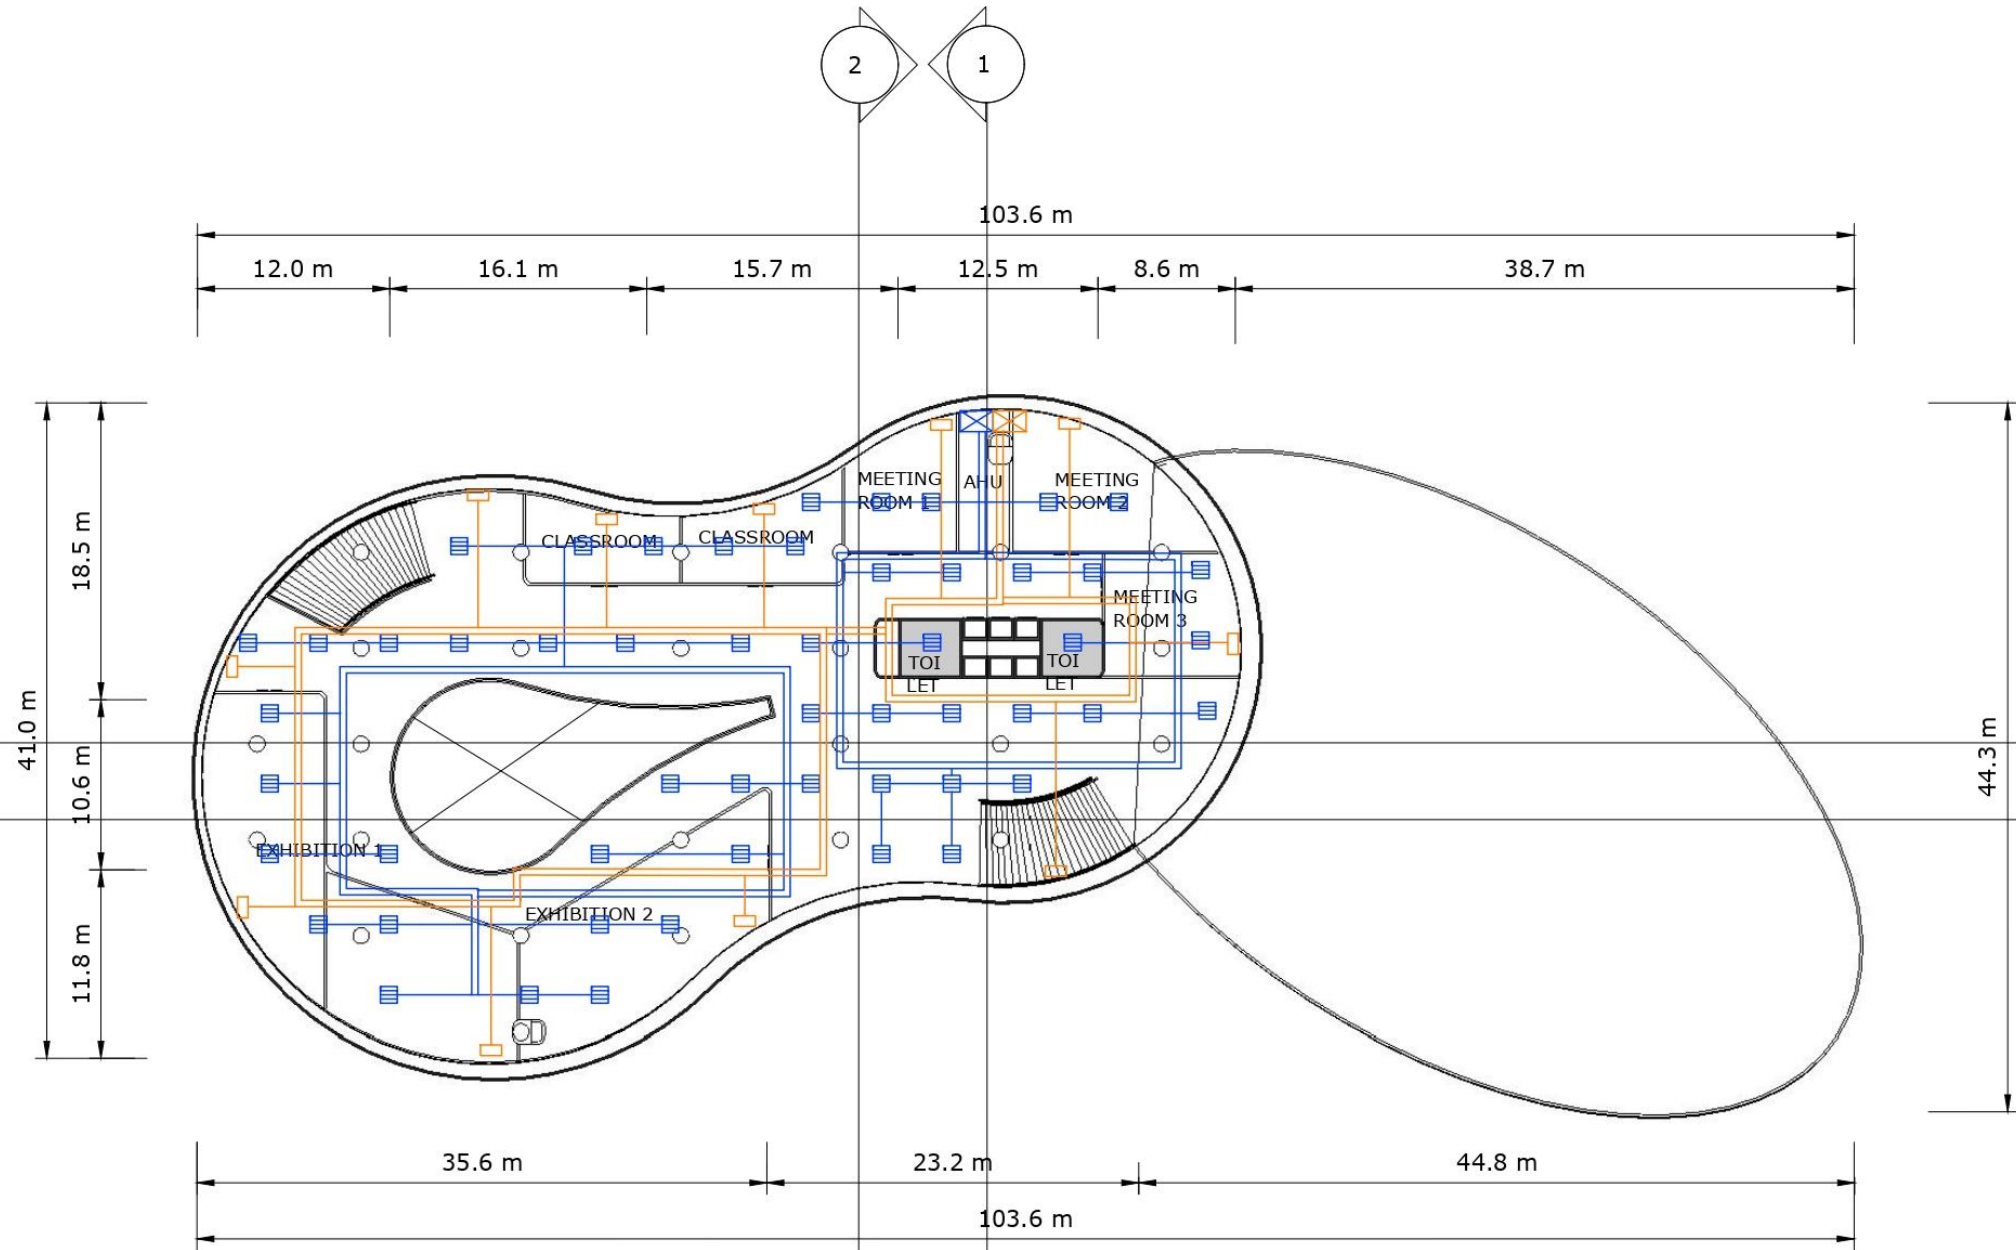 2
1
103.6 m
12.0 m
16.1 m
15.7 m
12.5 m
8.6 m
38.7 m
41.0 m
18.5 m
10.6 m
11.8 m
44.3 m
MEETING
ROOM 1
AHU
MEETING
ROOM 2
CLASSROOM
CLASSROOM
MEETING
ROOM 3
TOI
LET
TOI
LET
EXHIBITION 1
EXHIBITION 2
35.6 m
23.2 m
44.8 m
103.6 m